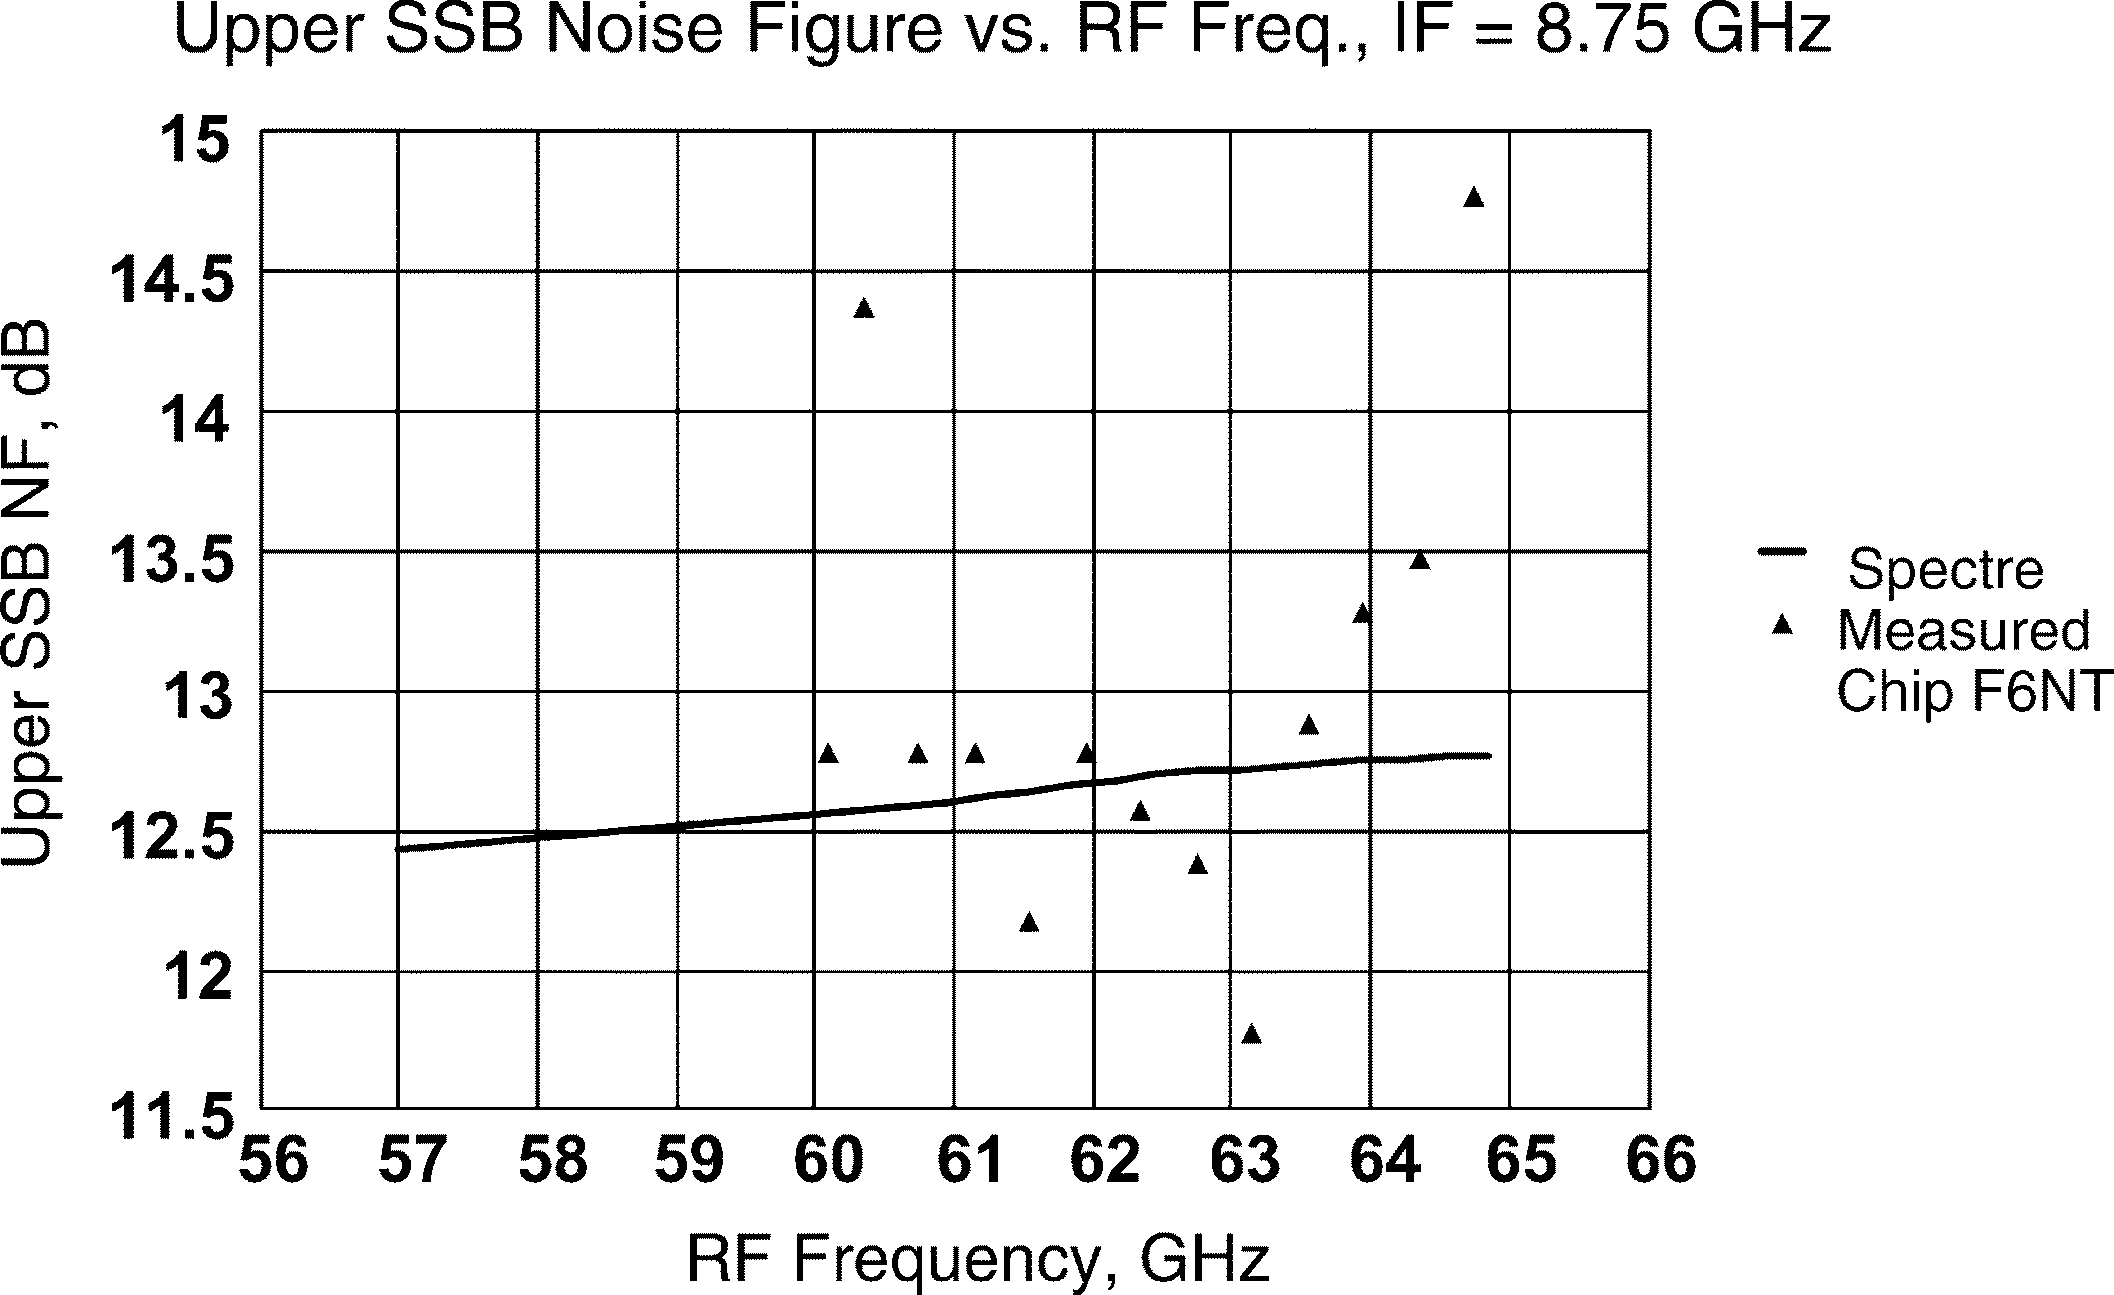 Upper SSB Noise Figure vs. RF Freq., IF = 8.75 GHz
Upper SSB NF, dB
15
14.5
14
13.5
13
12.5
12
11.5
56 57 58 59 60 61 62 63 64 65 66
RF Frequency, GHz
Spectre
Measured
Chip F6NT